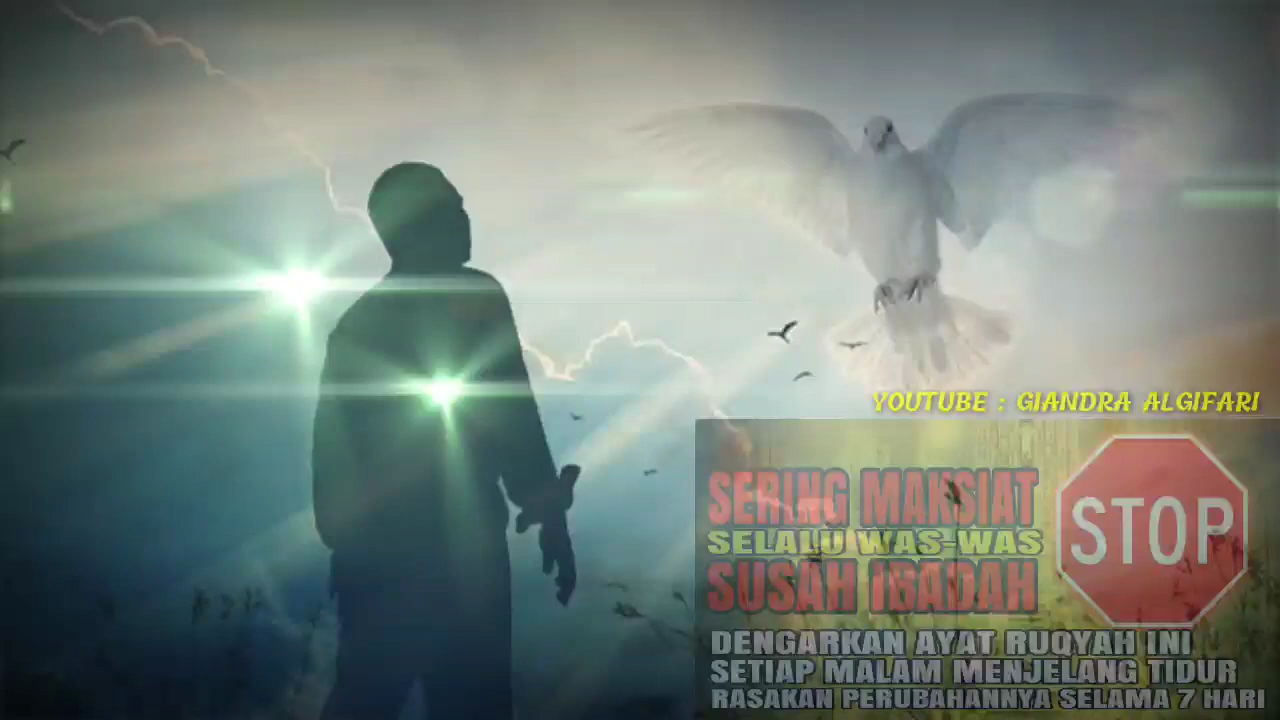 YOUTUBE : GIANDRA ALGIFARI
SERING MAKSIAT
SELALU WAS-WAS
SUSAH IBADAH
STOP
DENGARKAN AYAT RUQYAH INI
SETIAP MALAM MENJELANG TIDUR
RASAKAN PERUBAHANNYA SELAMA 7 HARI